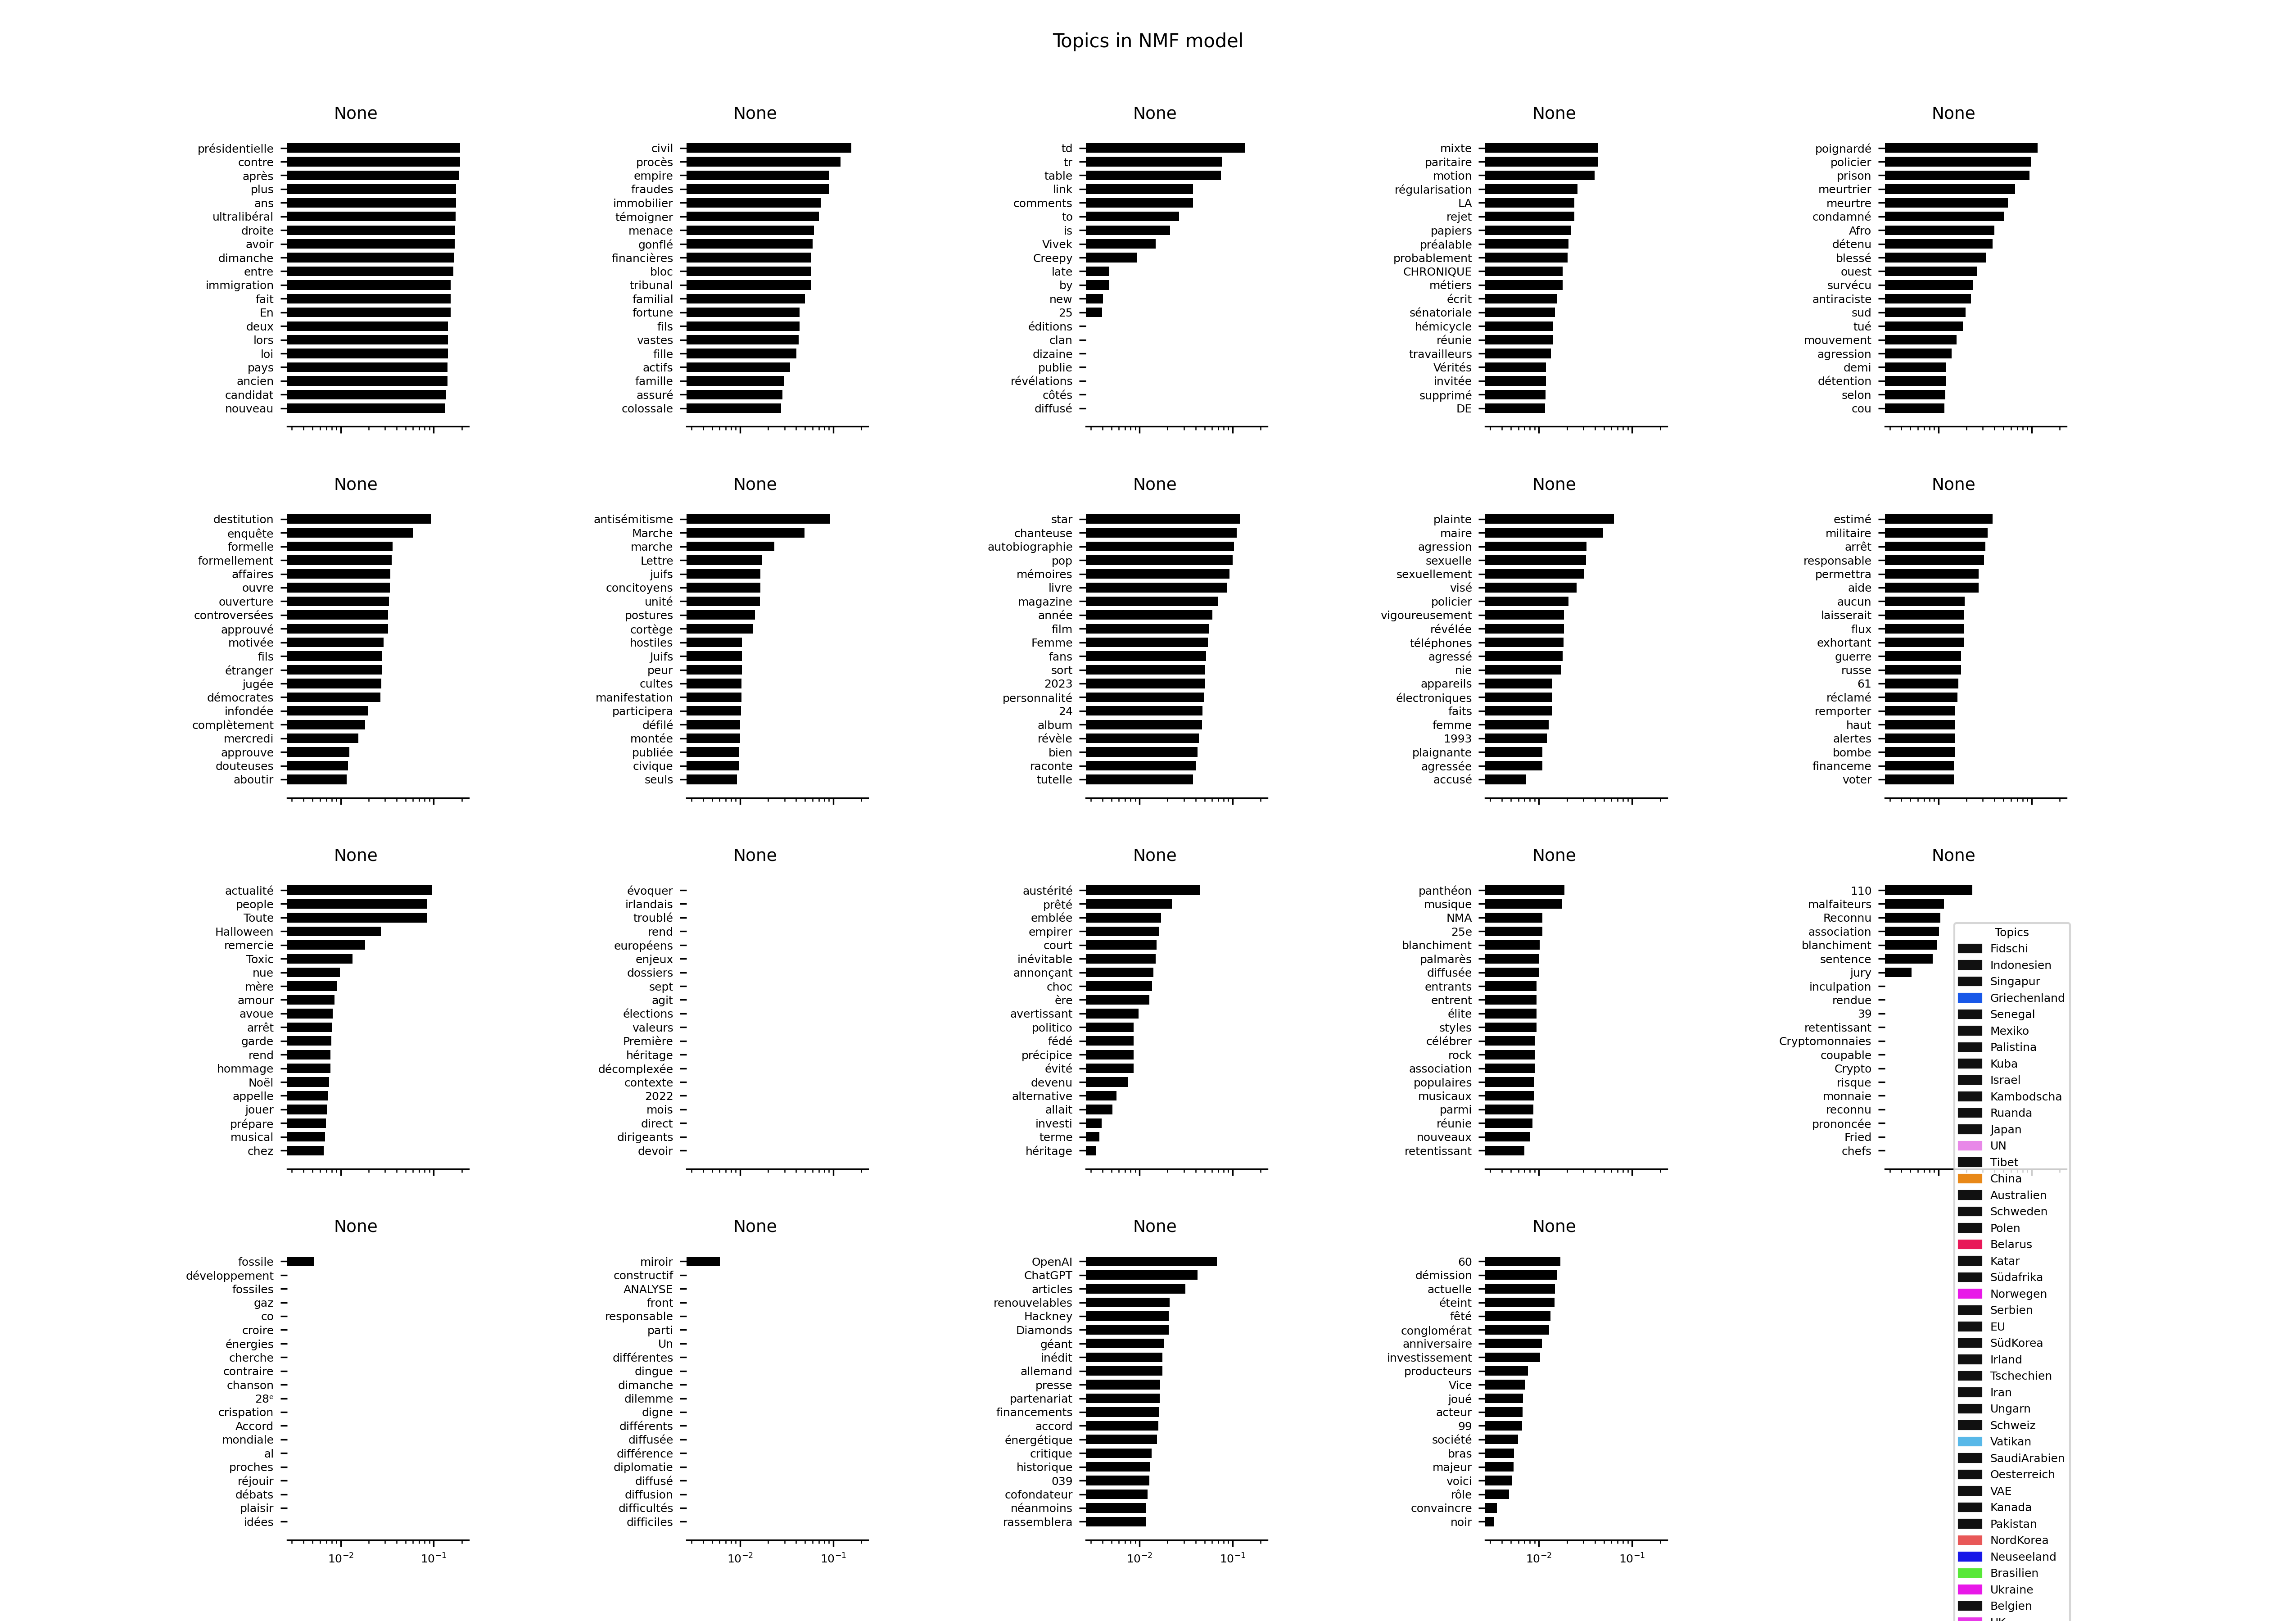 Topics in NMF model
None
présidentielle
contre
après
plus
ans
ultralibéral
droite
avoir
dimanche
entre
immigration
fait
En
deux
lors
loi
pays
ancien
candidat
nouveau
None
civil
procès
empire
fraudes
immobilier
témoigner
menace
gonflé
financières
bloc
tribunal
familial
fortune
fils
vastes
fille
actifs
famille
assuré
colossale
None
td
tr
table
link
comments
to
is
Vivek
Creepy
late
by
new
25
éditions
clan
dizaine
publie
révélations
côtés
diffusé
None
mixte
paritaire
motion
régularisation
LA
rejet
papiers
préalable
probablement
CHRONIQUE
métiers
écrit
sénatoriale
hémicycle
réunie
travailleurs
Vérités
invitée
supprimé
DE
None
poignardé
policier
prison
meurtrier
meurtre
condamné
Afro
détenu
blessé
ouest
survécu
antiraciste
sud
tué
mouvement
agression
demi
détention
selon
cou
None
destitution
enquête
formelle
formellement
affaires
ouvre
ouverture
controversées
approuvé
motivée
fils
étranger
jugée
démocrates
infondée
complètement
mercredi
approuve
douteuses
aboutir
None
antisémitisme
Marche
marche
Lettre
juifs
concitoyens
unité
postures
cortège
hostiles
Juifs
peur
cultes
manifestation
participera
défilé
montée
publiée
civique
seuls
None
star
chanteuse
autobiographie
pop
mémoires
livre
magazine
année
film
Femme
fans
sort
2023
personnalité
24
album
révèle
bien
raconte
tutelle
None
plainte
maire
agression
sexuelle
sexuellement
visé
policier
vigoureusement
révélée
téléphones
agressé
nie
appareils
électroniques
faits
femme
1993
plaignante
agressée
accusé
None
estimé
militaire
arrêt
responsable
permettra
aide
aucun
laisserait
flux
exhortant
guerre
russe
61
réclamé
remporter
haut
alertes
bombe
financeme
voter
None
actualité
people
Toute
Halloween
remercie
Toxic
nue
mère
amour
avoue
arrêt
garde
rend
hommage
Noël
appelle
jouer
prépare
musical
chez
None
évoquer
irlandais
troublé
rend
européens
enjeux
dossiers
sept
agit
élections
valeurs
Première
héritage
décomplexée
contexte
2022
mois
direct
dirigeants
devoir
None
austérité
prêté
emblée
empirer
court
inévitable
annonçant
choc
ère
avertissant
politico
fédé
précipice
évité
devenu
alternative
allait
investi
terme
héritage
None
panthéon
musique
NMA
25e
blanchiment
palmarès
diffusée
entrants
entrent
élite
styles
célébrer
rock
association
populaires
musicaux
parmi
réunie
nouveaux
retentissant
None
110
malfaiteurs
Reconnu
association
blanchiment
sentence
jury
inculpation
rendue
39
retentissant
Cryptomonnaies
coupable
Crypto
risque
monnaie
reconnu
prononcée
Fried
chefs
None
fossile
développement
fossiles
gaz
co
croire
énergies
cherche
contraire
chanson
28ᵉ
crispation
Accord
mondiale
al
proches
réjouir
débats
plaisir
idées
10⁻² 10⁻¹
None
miroir
constructif
ANALYSE
front
responsable
parti
Un
différentes
dingue
dimanche
dilemme
digne
différents
diffusée
différence
diplomatie
diffusé
diffusion
difficultés
difficiles
10⁻² 10⁻¹
None
OpenAI
ChatGPT
articles
renouvelables
Hackney
Diamonds
géant
inédit
allemand
presse
partenariat
financements
accord
énergétique
critique
historique
039
cofondateur
néanmoins
rassemblera
10⁻² 10⁻¹
None
60
démission
actuelle
éteint
fêté
conglomérat
anniversaire
investissement
producteurs
Vice
joué
acteur
99
société
bras
majeur
voici
rôle
convaincre
noir
10⁻² 10⁻¹
Topics
Fidschi
Indonesien
Singapur
Griechenland
Senegal
Mexiko
Palistina
Kuba
Israel
Kambodscha
Ruanda
Japan
UN
Tibet
China
Australien
Schweden
Polen
Belarus
Katar
Südafrika
Norwegen
Serbien
EU
SüdKorea
Irland
Tschechien
Iran
Ungarn
Schweiz
Vatikan
SaudiArabien
Oesterreich
VAE
Kanada
Pakistan
NordKorea
Neuseeland
Brasilien
Ukraine
Belgien